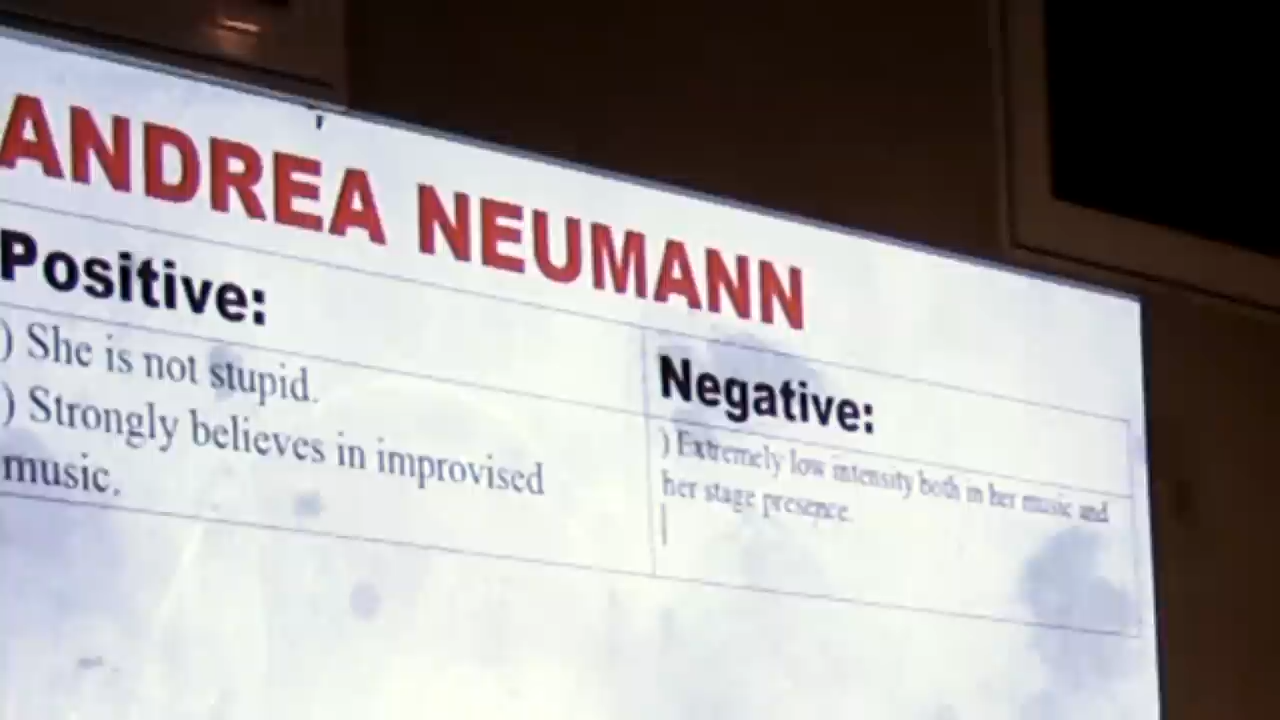 ANDREA NEUMANN
Positive:
) She is not stupid.
) Strongly believes in improvised
music.
Negative:
) Extremely low intensity both in her music and
her stage presence.